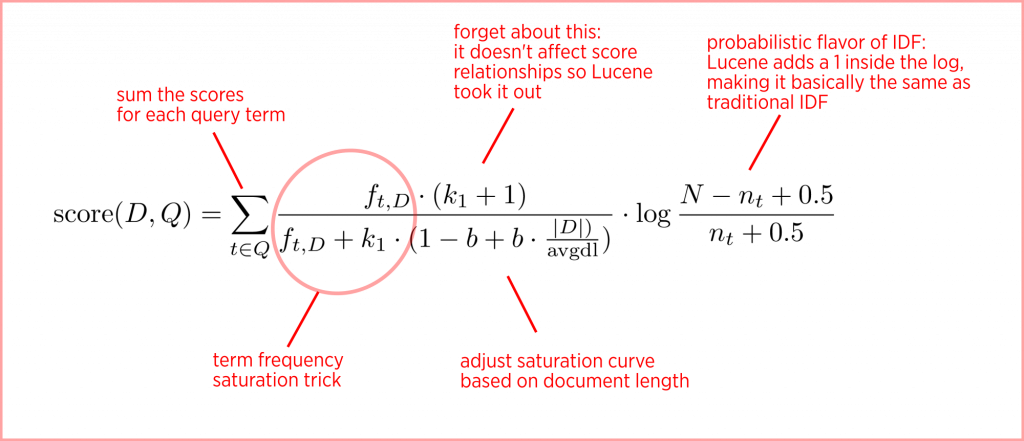 forget about this:
it doesn't affect score
relationships so Lucene
took it out
probabilistic flavor of IDF:
Lucene adds a 1 inside the log,
making it basically the same as
traditional IDF
sum the scores
for each query term
score(D, Q) = ∑_{t∈Q} \frac{f_{t,D} · (k_1 + 1)}{f_{t,D} + k_1 · (1 − b + b · \frac{|D|)}{avgdl})} · log \frac{N − n_t + 0.5}{n_t + 0.5}
term frequency
saturation trick
adjust saturation curve
based on document length